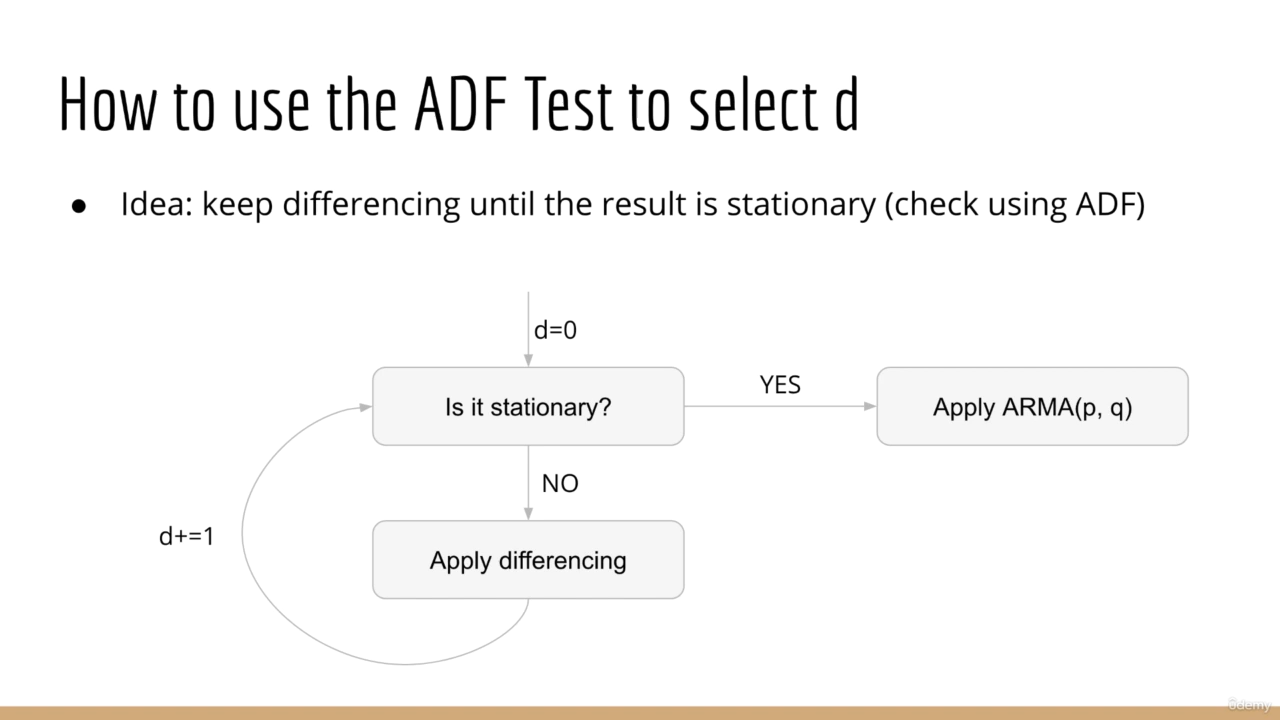 How to use the ADF Test to select d
● Idea: keep differencing until the result is stationary (check using ADF)
d=0
Is it stationary?
YES
Apply ARMA(p, q)
NO
d+=1
Apply differencing
ûdemy